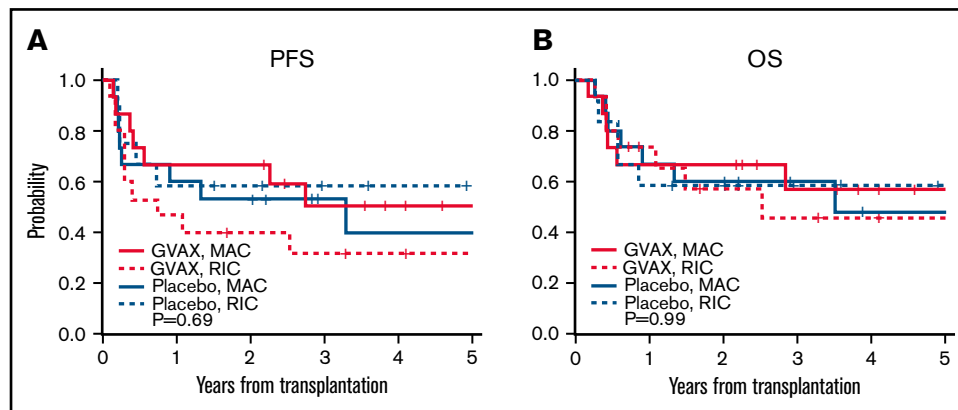 A
PFS
1.0
0.8
0.6
0.4
0.2
0.0
Probability
GVAX, MAC
GVAX, RIC
Placebo, MAC
Placebo, RIC
P=0.69
0 1 2 3 4 5
Years from transplantation
B
OS
1.0
0.8
0.6
0.4
0.2
0.0
GVAX, MAC
GVAX, RIC
Placebo, MAC
Placebo, RIC
P=0.99
0 1 2 3 4 5
Years from transplantation